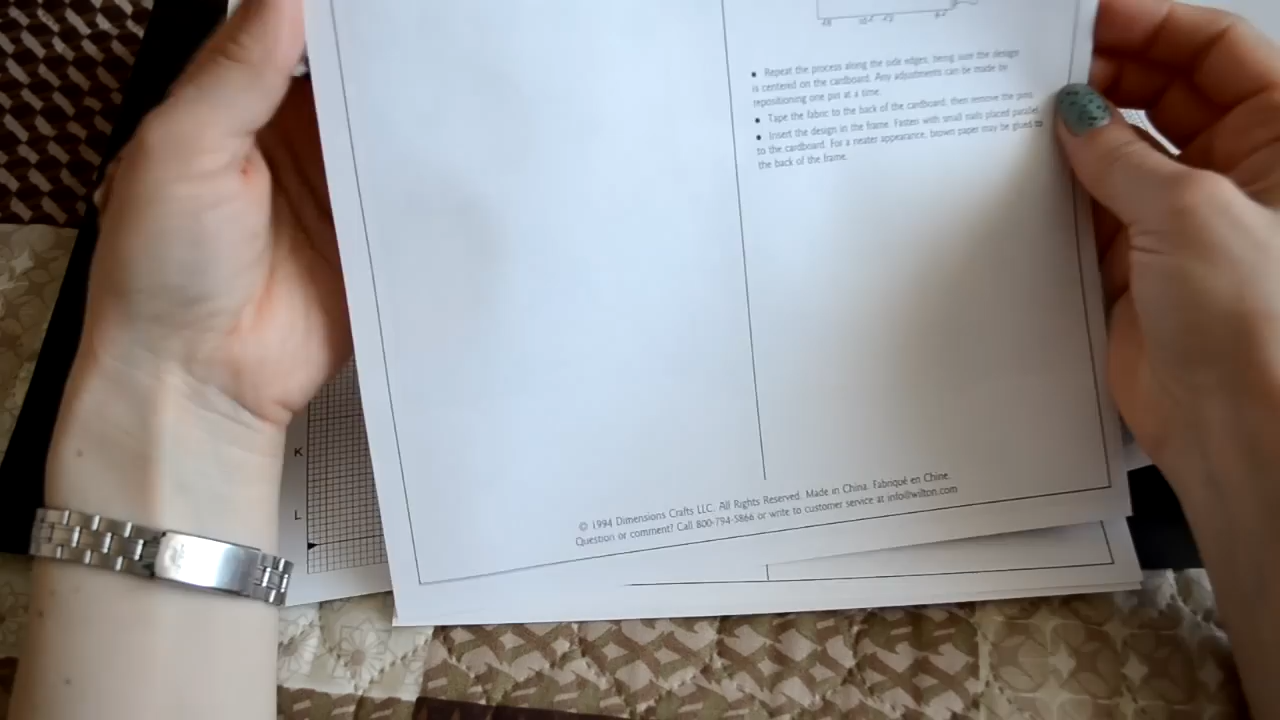 • Repeat the process along the side edges, being sure the design
is centered on the cardboard. Any adjustments can be made by
repositioning one pin at a time.
• Tape the fabric to the back of the cardboard, then remove the pins.
• Insert the design in the frame. Fasten with small nails placed parallel
to the cardboard. For a neater appearance, brown paper may be glued to
the back of the frame.
K
L
© 1994 Dimensions Crafts LLC. All Rights Reserved. Made in China. Fabriqué en Chine.
Question or comment? Call 800-794-5866 or write to customer service at info@wilton.com